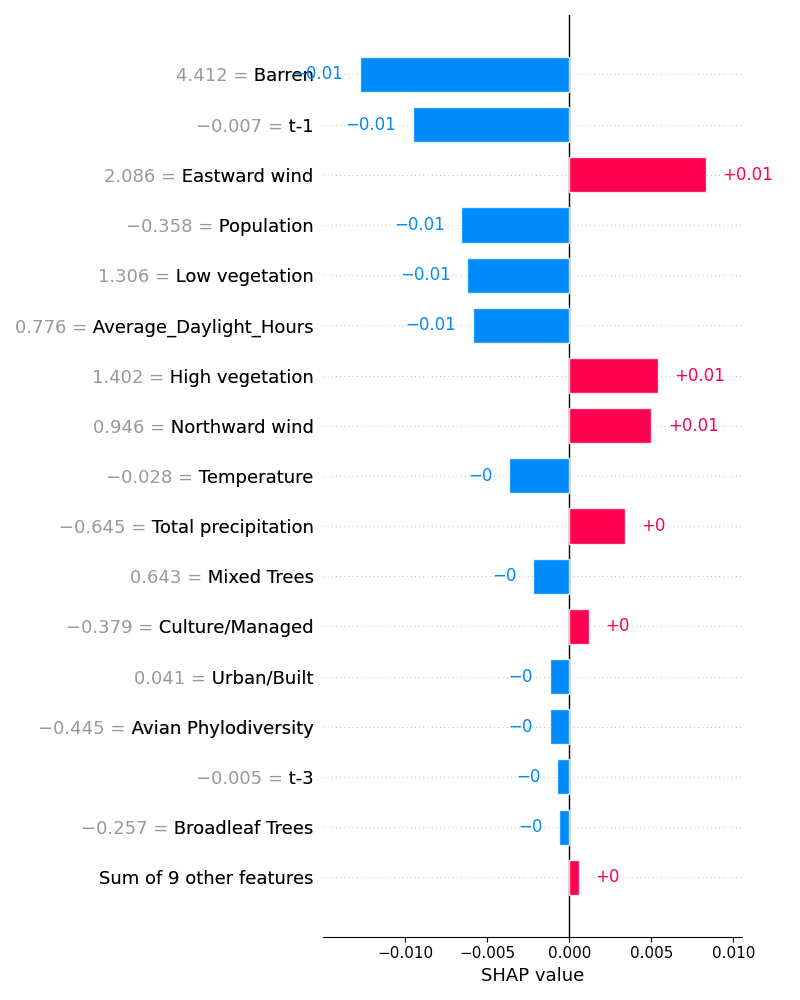 4.412 = Barren −0.01
−0.007 = t-1 −0.01
2.086 = Eastward wind +0.01
−0.358 = Population −0.01
1.306 = Low vegetation −0.01
0.776 = Average_Daylight_Hours −0.01
1.402 = High vegetation +0.01
0.946 = Northward wind +0.01
−0.028 = Temperature −0
−0.645 = Total precipitation +0
0.643 = Mixed Trees −0
−0.379 = Culture/Managed +0
0.041 = Urban/Built −0
−0.445 = Avian Phylodiversity −0
−0.005 = t-3 −0
−0.257 = Broadleaf Trees −0
Sum of 9 other features +0
−0.010 −0.005 0.000 0.005 0.010
SHAP value